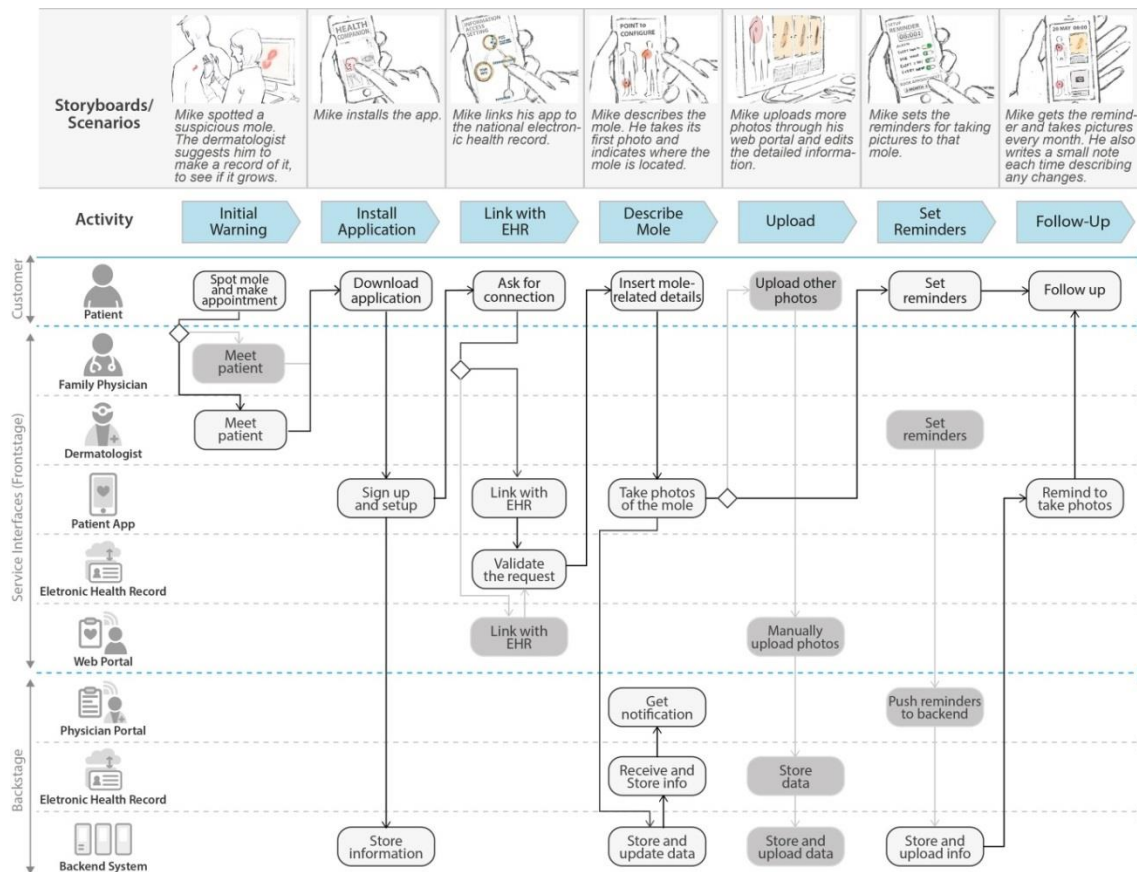 Storyboards/
Scenarios
HEALTH
COMPANION
INFORMATION
ACCESS
SETTING
POINT to
CONFIGURE
SETUP
REMINDER
Mike spotted a
suspicious mole.
The dermatologist
suggests him to
make a record of it,
to see if it grows.
Mike installs the app.
Mike links his app to
the national electron-
ic health record.
Mike describes the
mole. He takes its
first photo and
indicates where the
mole is located.
Mike uploads more
photos through his
web portal and edits
the detailed informa-
tion.
Mike sets the
reminders for taking
pictures to that
mole.
Mike gets the remind-
er and takes pictures
every month. He also
writes a small note
each time describing
any changes.
Activity
Initial
Warning
Install
Application
Link with
EHR
Describe
Mole
Upload
Set
Reminders
Follow-Up
Customer
Patient
Spot mole
and make
appointment
Download
application
Ask for
connection
Insert mole-
related details
Upload other
photos
Set
reminders
Follow up
Service Interfaces (Frontstage)
Family Physician
Meet
patient
Dermatologist
Meet
patient
Set
reminders
Patient App
Sign up
and setup
Link with
EHR
Take photos
of the mole
Remind to
take photos
Eletronic Health Record
Validate
the request
Web Portal
Link with
EHR
Manually
upload photos
Backstage
Physician Portal
Get
notification
Push reminders
to backend
Eletronic Health Record
Receive and
Store info
Store
data
Backend System
Store
information
Store and
update data
Store and
upload data
Store and
upload info